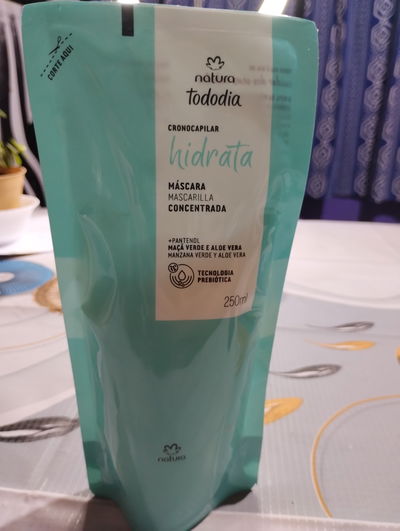 CORTE AQUI
natura
tododia
CRONOCAPILAR
hidrata
MÁSCARA
MASCARILLA
CONCENTRADA
+PANTENOL
MAÇÃ VERDE E ALOE VERA
MANZANA VERDE Y ALOE VERA
TECNOLOGIA
PREBIÓTICA
250ml
natura